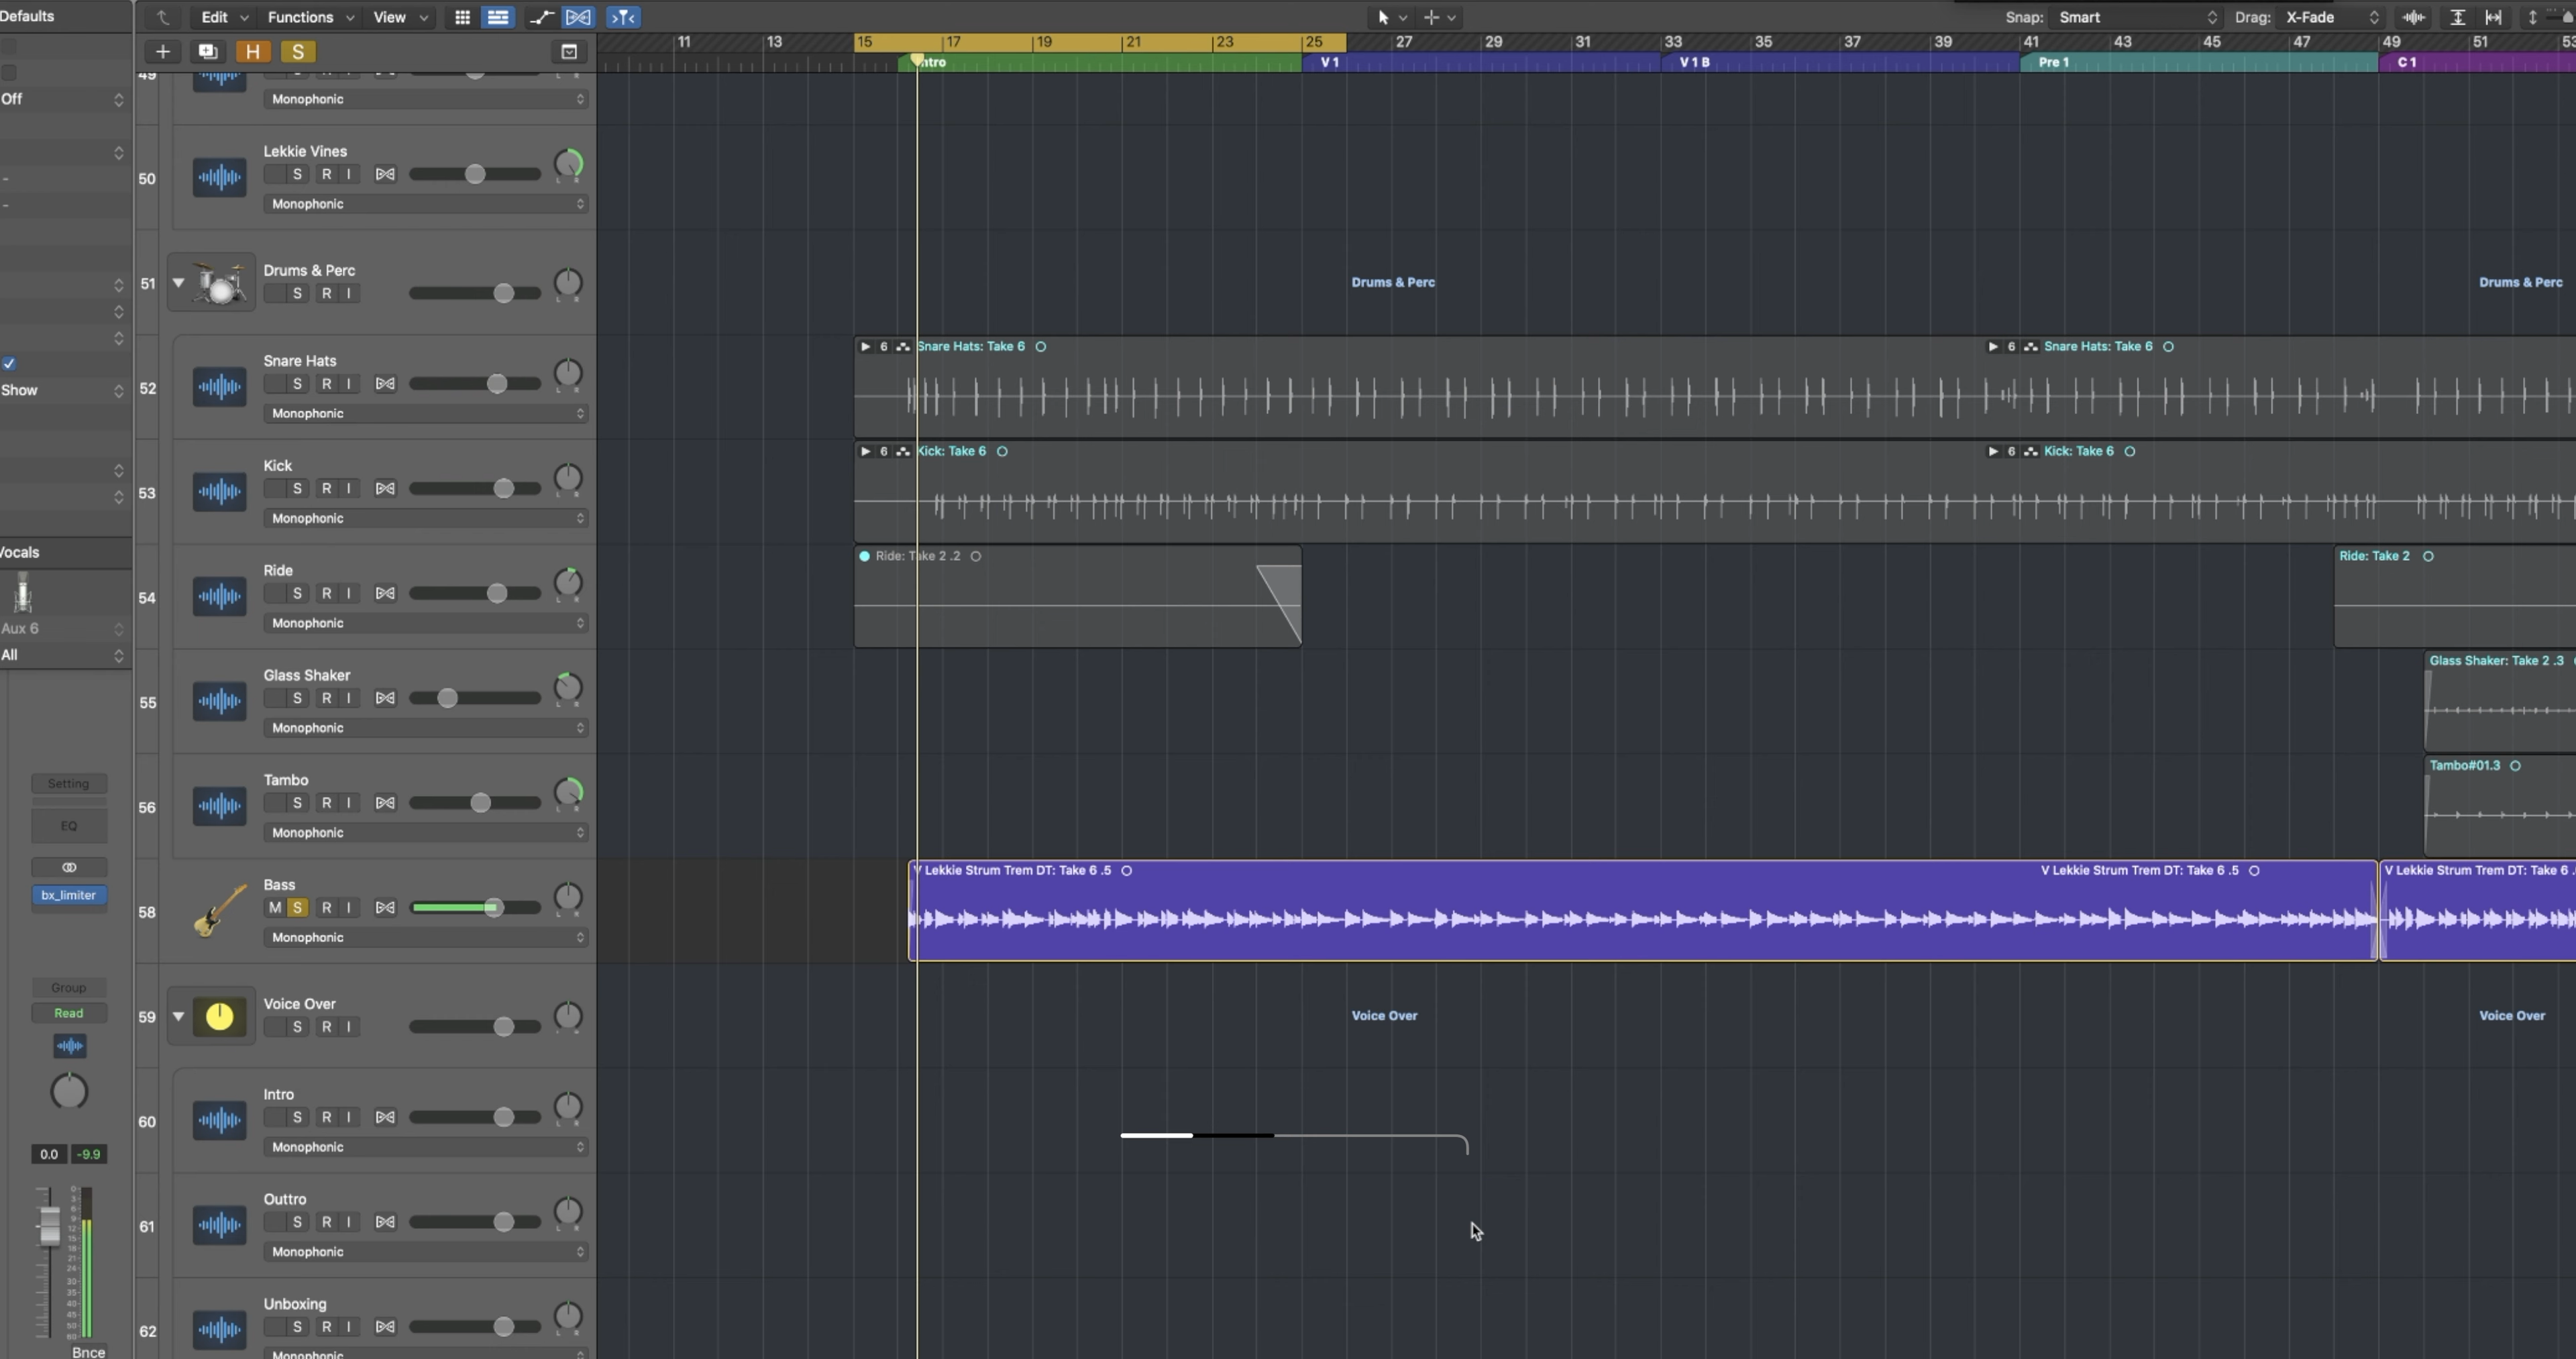 Defaults
Edit
Functions
View
Snap: Smart
Drag: X-Fade
H
S
11 13 15 17 19 21 23 25 27 29 31 33 35 37 39 41 43 45 47 49 51 53
ntro
V 1
V 1 B
Pre 1
C 1
49
Monophonic
Off
50
Lekkie Vines
S R I
Monophonic
51
Drums & Perc
S R I
Drums & Perc
Drums & Perc
52
Snare Hats
S R I
Monophonic
6 Snare Hats: Take 6
6 Snare Hats: Take 6
Show
53
Kick
S R I
Monophonic
6 Kick: Take 6
6 Kick: Take 6
54
Ride
S R I
Monophonic
Ride: Take 2 .2
Ride: Take 2
Vocals
Aux 6
All
55
Glass Shaker
S R I
Monophonic
Glass Shaker: Take 2 .3
56
Tambo
S R I
Monophonic
Tambo#01.3
Setting
EQ
bx_limiter
58
Bass
M S R I
Monophonic
V Lekkie Strum Trem DT: Take 6 .5
V Lekkie Strum Trem DT: Take 6 .5
V Lekkie Strum Trem DT: Take 6
59
Voice Over
S R I
Voice Over
Voice Over
Group
Read
60
Intro
S R I
Monophonic
0.0 -9.9
61
Outtro
S R I
Monophonic
62
Unboxing
S R I
Monophonic
Bnce